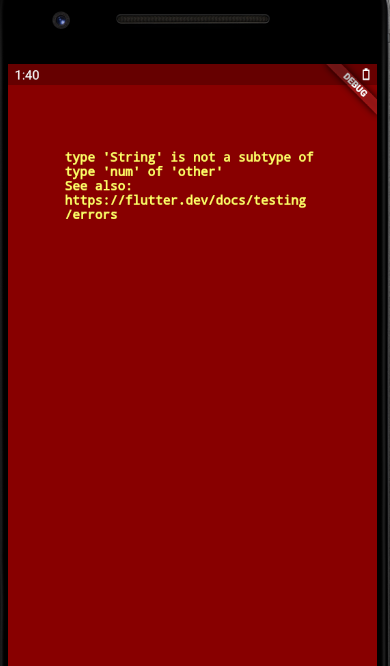 1:40
DEBUG
type 'String' is not a subtype of
type 'num' of 'other'
See also:
https://flutter.dev/docs/testing
/errors